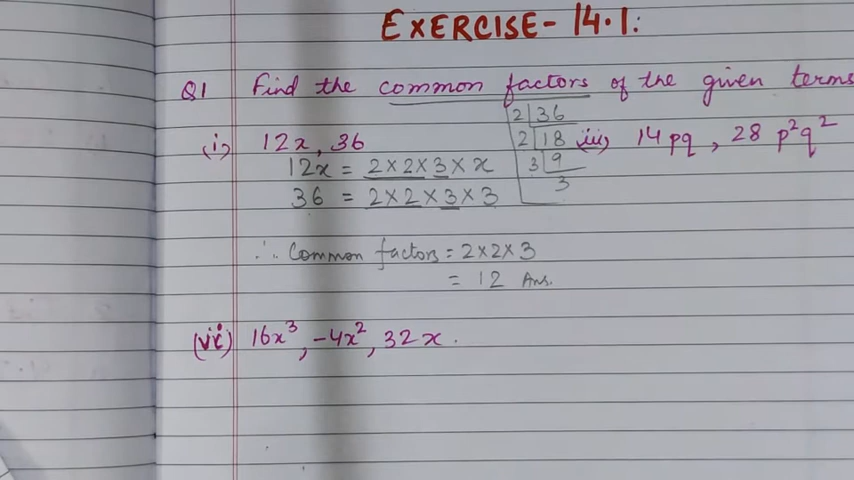 EXERCISE- 14.1:
Q1 Find the common factors of the given terms
(i) 12x, 36
12x = 2×2×3×x
36 = 2×2×3×3
2 | 36
2 | 18
3 | 9
3
iii) 14pq, 28 p²q²
∴ Common factors = 2×2×3
= 12 Ans.
(vi) 16x³, -4x², 32x.